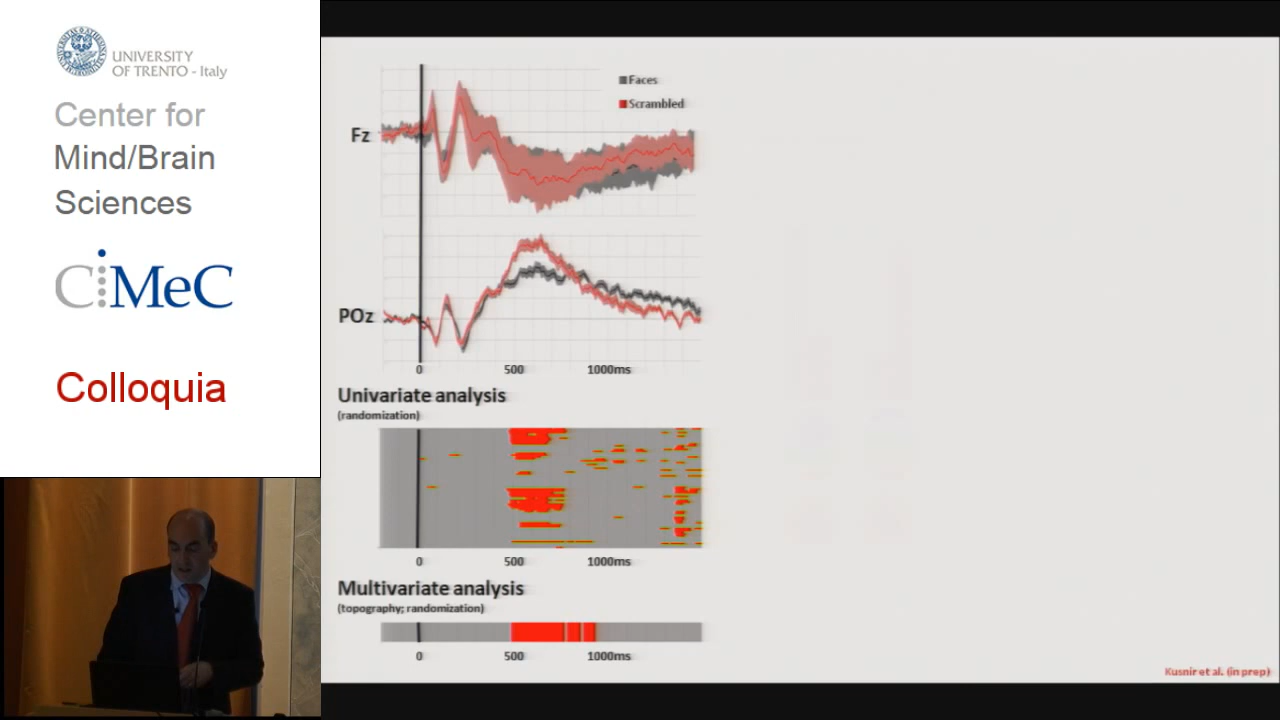 UNIVERSITY
OF TRENTO - Italy
Center for
Mind/Brain
Sciences
CiMeC
Colloquia
Faces
Scrambled
Fz
POz
0 500 1000ms
Univariate analysis
(randomization)
0 500 1000ms
Multivariate analysis
(topography; randomization)
0 500 1000ms
Kusnir et al. (in prep)